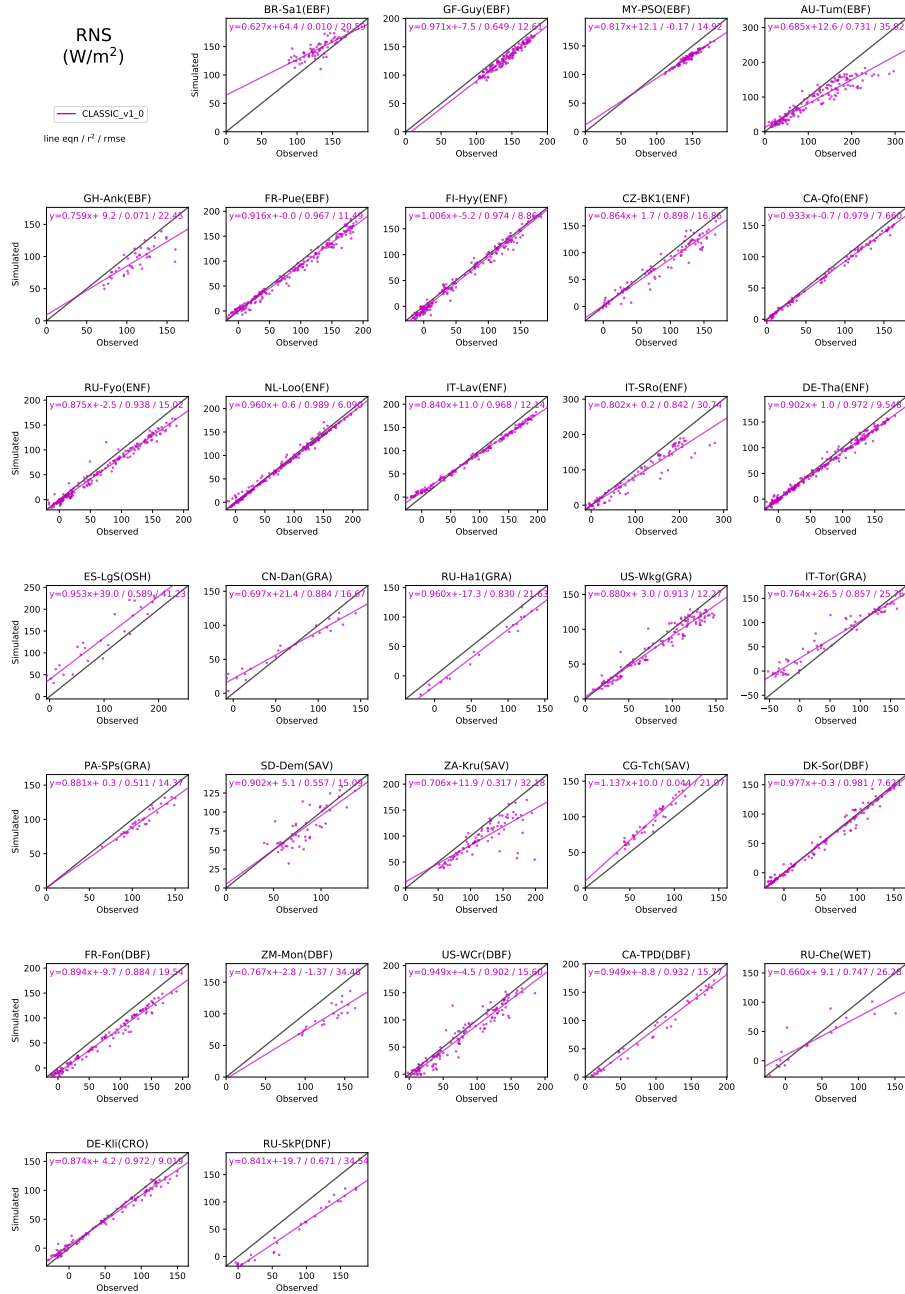 RNS
(W/m²)
CLASSIC_v1_0
line eqn / r² / rmse
BR-Sa1(EBF)
y=0.627x+64.4 / 0.010 / 20.59
GF-Guy(EBF)
y=0.971x+-7.5 / 0.649 / 12.61
MY-PSO(EBF)
y=0.817x+12.1 / -0.17 / 14.92
AU-Tum(EBF)
y=0.685x+12.6 / 0.731 / 35.82
Simulated
Observed
Observed
Observed
Observed
GH-Ank(EBF)
y=0.759x+ 9.2 / 0.071 / 22.45
FR-Pue(EBF)
y=0.916x+-0.0 / 0.967 / 11.49
FI-Hyy(ENF)
y=1.006x+-5.2 / 0.974 / 8.864
CZ-BK1(ENF)
y=0.864x+ 1.7 / 0.898 / 16.86
CA-Qfo(ENF)
y=0.933x+-0.7 / 0.979 / 7.660
Simulated
RU-Fyo(ENF)
y=0.875x+-2.5 / 0.938 / 15.02
NL-Loo(ENF)
y=0.960x+ 0.6 / 0.989 / 6.090
IT-Lav(ENF)
y=0.840x+11.0 / 0.968 / 12.14
IT-SRo(ENF)
y=0.802x+ 0.2 / 0.842 / 30.74
DE-Tha(ENF)
y=0.902x+ 1.0 / 0.972 / 9.548
Simulated
ES-LgS(OSH)
y=0.953x+39.0 / 0.589 / 41.23
CN-Dan(GRA)
y=0.697x+21.4 / 0.884 / 16.67
RU-Ha1(GRA)
y=0.960x+-17.3 / 0.830 / 21.63
US-Wkg(GRA)
y=0.880x+ 3.0 / 0.913 / 12.27
IT-Tor(GRA)
y=0.764x+26.5 / 0.857 / 25.76
Simulated
Observed
Observed
Observed
Observed
Observed
PA-SPs(GRA)
y=0.881x+ 0.3 / 0.511 / 14.37
SD-Dem(SAV)
y=0.902x+ 5.1 / 0.557 / 15.09
ZA-Kru(SAV)
y=0.706x+11.9 / 0.317 / 32.18
CG-Tch(SAV)
y=1.137x+10.0 / 0.044 / 21.07
DK-Sor(DBF)
y=0.977x+-0.3 / 0.981 / 7.621
Simulated
FR-Fon(DBF)
y=0.894x+-9.7 / 0.884 / 19.54
ZM-Mon(DBF)
y=0.767x+-2.8 / -1.37 / 34.48
US-WCr(DBF)
y=0.949x+-4.5 / 0.902 / 15.60
CA-TPD(DBF)
y=0.949x+-8.8 / 0.932 / 15.77
RU-Che(WET)
y=0.660x+ 9.1 / 0.747 / 26.28
Simulated
DE-Kli(CRO)
y=0.874x+ 4.2 / 0.972 / 9.019
RU-SkP(DNF)
y=0.841x+-19.7 / 0.671 / 34.54
Simulated
Observed
Observed